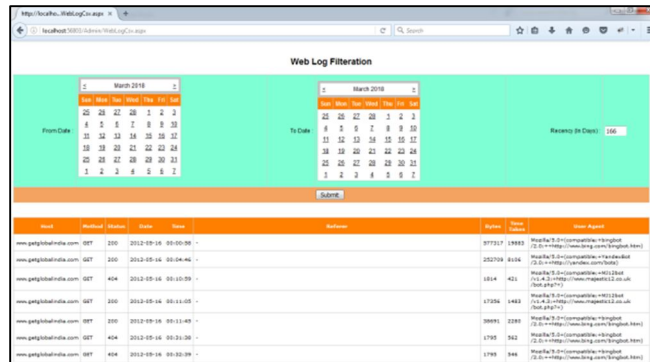 http://localho...WebLogCsv.aspx × +
localhost:56802/Admin/WebLogCsv.aspx
Search
Web Log Filteration
From Date :
< March 2018 >
Sun Mon Tue Wed Thu Fri Sat
25 26 27 28 1 2 3
4 5 6 7 8 9 10
11 12 13 14 15 16 17
18 19 20 21 22 23 24
25 26 27 28 29 30 31
1 2 3 4 5 6 7
To Date :
< March 2018 >
Sun Mon Tue Wed Thu Fri Sat
25 26 27 28 1 2 3
4 5 6 7 8 9 10
11 12 13 14 15 16 17
18 19 20 21 22 23 24
25 26 27 28 29 30 31
1 2 3 4 5 6 7
Recency (In Days) : 166
Submit
Host Method Status Date Time Referer Bytes Time Taken User Agent
www.getglobalindia.com GET 200 2012-05-16 00:00:58 - 577317 19883 Mozilla/5.0+(compatible;+bingbot
/2.0;++http://www.bing.com/bingbot.htm)
www.getglobalindia.com GET 200 2012-05-16 00:04:46 - 252709 8106 Mozilla/5.0+(compatible;+YandexBot
/3.0;++http://yandex.com/bots)
www.getglobalindia.com GET 404 2012-05-16 00:10:59 - 1814 421 Mozilla/5.0+(compatible;+MJ12bot
/v1.4.2;+http://www.majestic12.co.uk
/bot.php?+)
www.getglobalindia.com GET 200 2012-05-16 00:11:05 - 17356 1483 Mozilla/5.0+(compatible;+MJ12bot
/v1.4.2;+http://www.majestic12.co.uk
/bot.php?+)
www.getglobalindia.com GET 200 2012-05-16 00:11:45 - 2280 Mozilla/5.0+(compatible;+bingbot
/2.0;++http://www.bing.com/bingbot.htm)
www.getglobalindia.com GET 404 2012-05-16 00:31:38 - 1795 562 Mozilla/5.0+(compatible;+bingbot
/2.0;++http://www.bing.com/bingbot.htm)
www.getglobalindia.com GET 404 2012-05-16 00:32:39 - 1795 546 Mozilla/5.0+(compatible;+bingbot
/2.0;++http://www.bing.com/bingbot.htm)